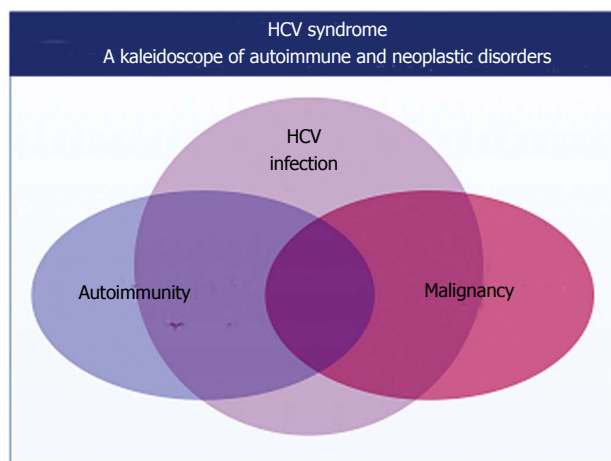 HCV syndrome
A kaleidoscope of autoimmune and neoplastic disorders
HCV
infection
Autoimmunity
Malignancy